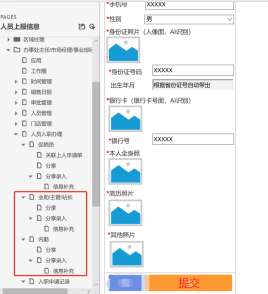 PAGES
人员上报信息
区域经理
办事处主任/市场经理/事业部经
应用
工作圈
时间管理
销售日报
审批管理
人员管理
门店管理
人员入职办理
促销员
关联上人申请单
分享
分享录入
信息补充
业助/主管/站长
分享
分享录入
信息补充
内勤
分享
分享录入
信息补充
入职申请记录
*手机号 XXXXX
*性别 男
*身份证照片（人像面、AI识别）
*身份证号码 XXXXX
出生年月 根据省份证号自动带出
*银行卡（银行卡号面、AI识别）
*银行号 XXXXX
*本人全身照
*简历照片
*其他照片
提交